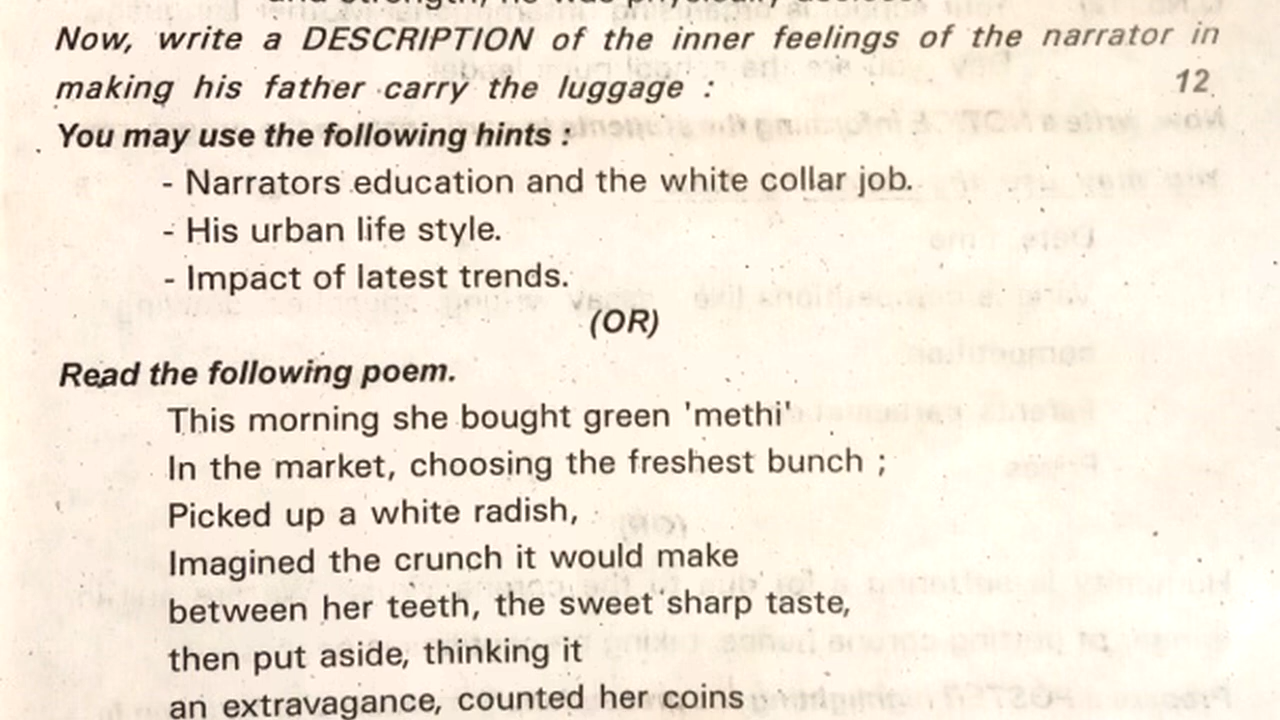 Now, write a DESCRIPTION of the inner feelings of the narrator in
making his father carry the luggage : 12
You may use the following hints :
- Narrators education and the white collar job.
- His urban life style.
- Impact of latest trends.
(OR)
Read the following poem.
This morning she bought green 'methi'
In the market, choosing the freshest bunch ;
Picked up a white radish,
Imagined the crunch it would make
between her teeth, the sweet sharp taste,
then put aside, thinking it
an extravagance, counted her coins